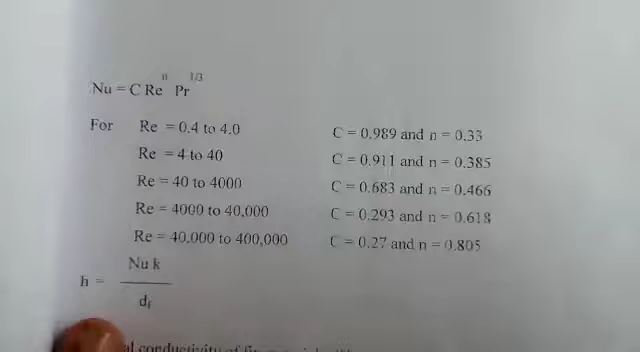 Nu = C Re^n Pr^1/3
For Re = 0.4 to 4.0 C = 0.989 and n = 0.33
Re = 4 to 40 C = 0.911 and n = 0.385
Re = 40 to 4000 C = 0.683 and n = 0.466
Re = 4000 to 40,000 C = 0.293 and n = 0.618
Re = 40,000 to 400,000 C = 0.27 and n = 0.805
h = Nu k / df
conductivity of